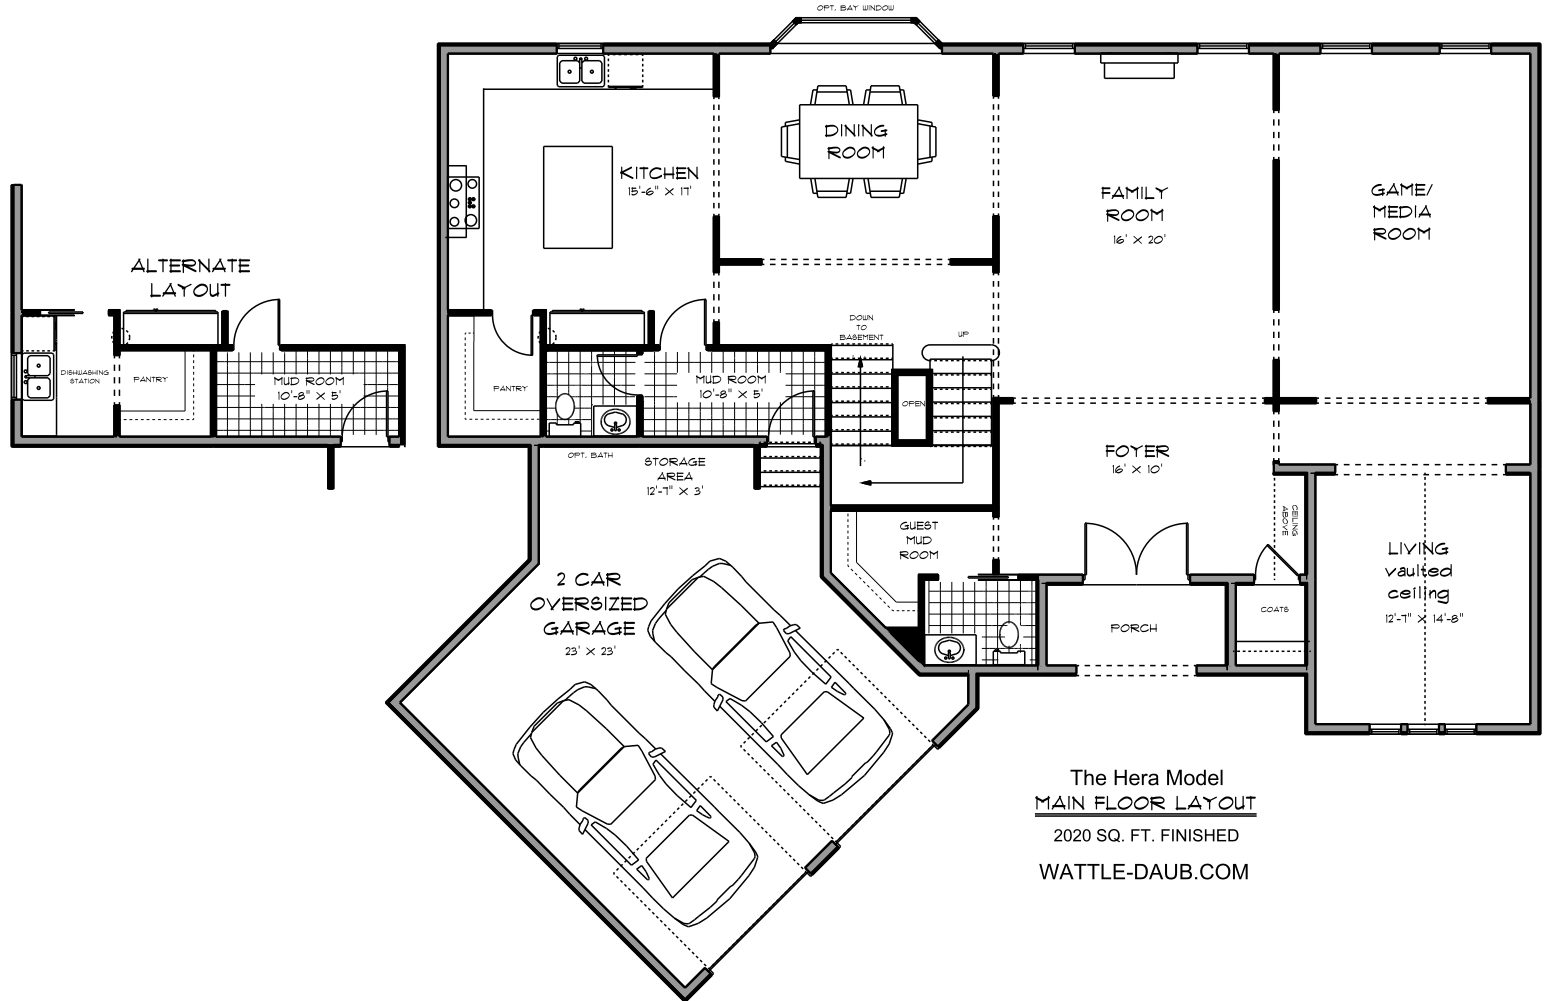 OPT. BAY WINDOW
DINING
ROOM
KITCHEN
15'-6" X 17'
FAMILY
ROOM
16' X 20'
GAME/
MEDIA
ROOM
ALTERNATE
LAYOUT
DISHWASHING
STATION
PANTRY
MUD ROOM
10'-8" X 5'
PANTRY
MUD ROOM
10'-8" X 5'
DOWN
TO
BASEMENT
UP
OPEN
OPT. BATH
STORAGE
AREA
12'-7" X 3'
FOYER
16' X 10'
GUEST
MUD
ROOM
CEILING
ABOVE
LIVING
vaulted
ceiling
12'-7" X 14'-8"
2 CAR
OVERSIZED
GARAGE
23' X 23'
PORCH
COATS
The Hera Model
MAIN FLOOR LAYOUT
2020 SQ. FT. FINISHED
WATTLE-DAUB.COM